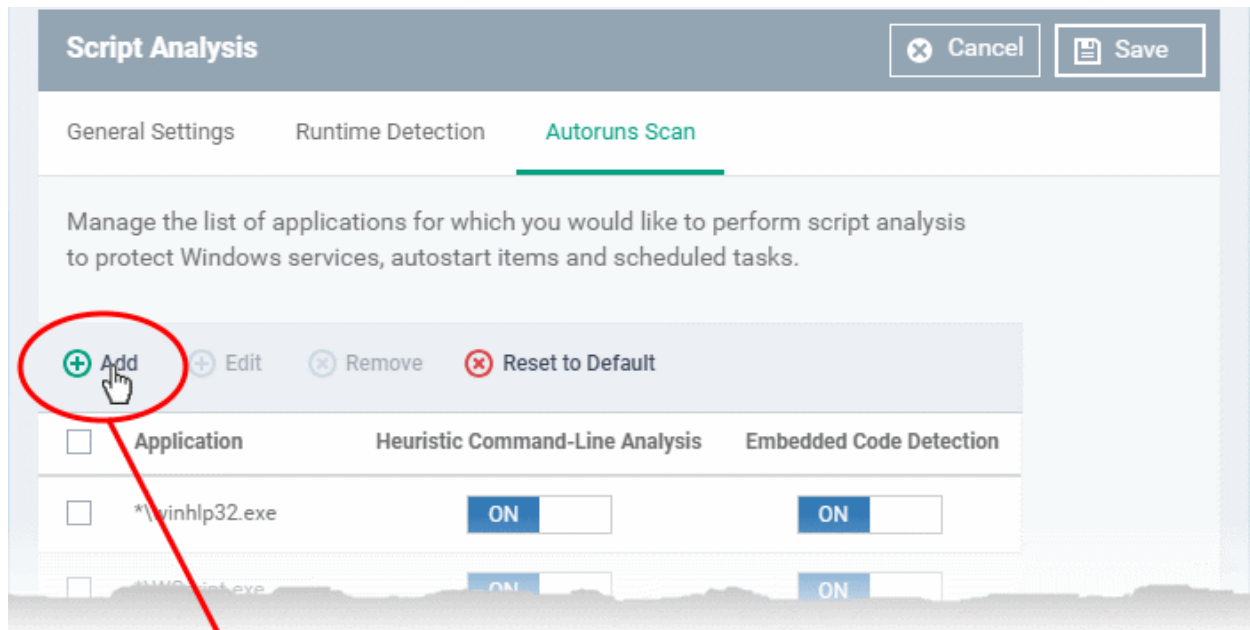 Script Analysis
Cancel
Save
General Settings
Runtime Detection
Autoruns Scan
Manage the list of applications for which you would like to perform script analysis
to protect Windows services, autostart items and scheduled tasks.
Add
Edit
Remove
Reset to Default
Application
Heuristic Command-Line Analysis
Embedded Code Detection
*\winhlp32.exe
ON
ON
*\WScript.exe
ON
ON